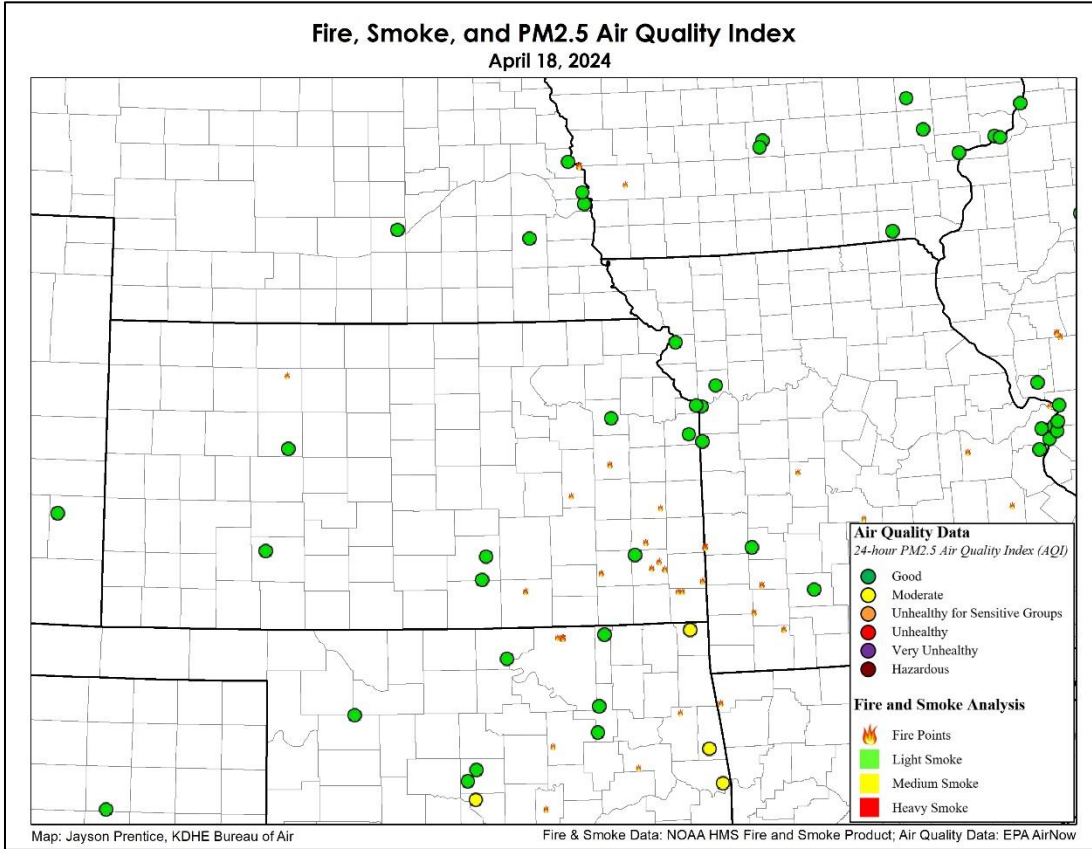 Fire, Smoke, and PM2.5 Air Quality Index
April 18, 2024
Air Quality Data
24-hour PM2.5 Air Quality Index (AQI)
Good
Moderate
Unhealthy for Sensitive Groups
Unhealthy
Very Unhealthy
Hazardous
Fire and Smoke Analysis
Fire Points
Light Smoke
Medium Smoke
Heavy Smoke
Map: Jayson Prentice, KDHE Bureau of Air
Fire & Smoke Data: NOAA HMS Fire and Smoke Product; Air Quality Data: EPA AirNow